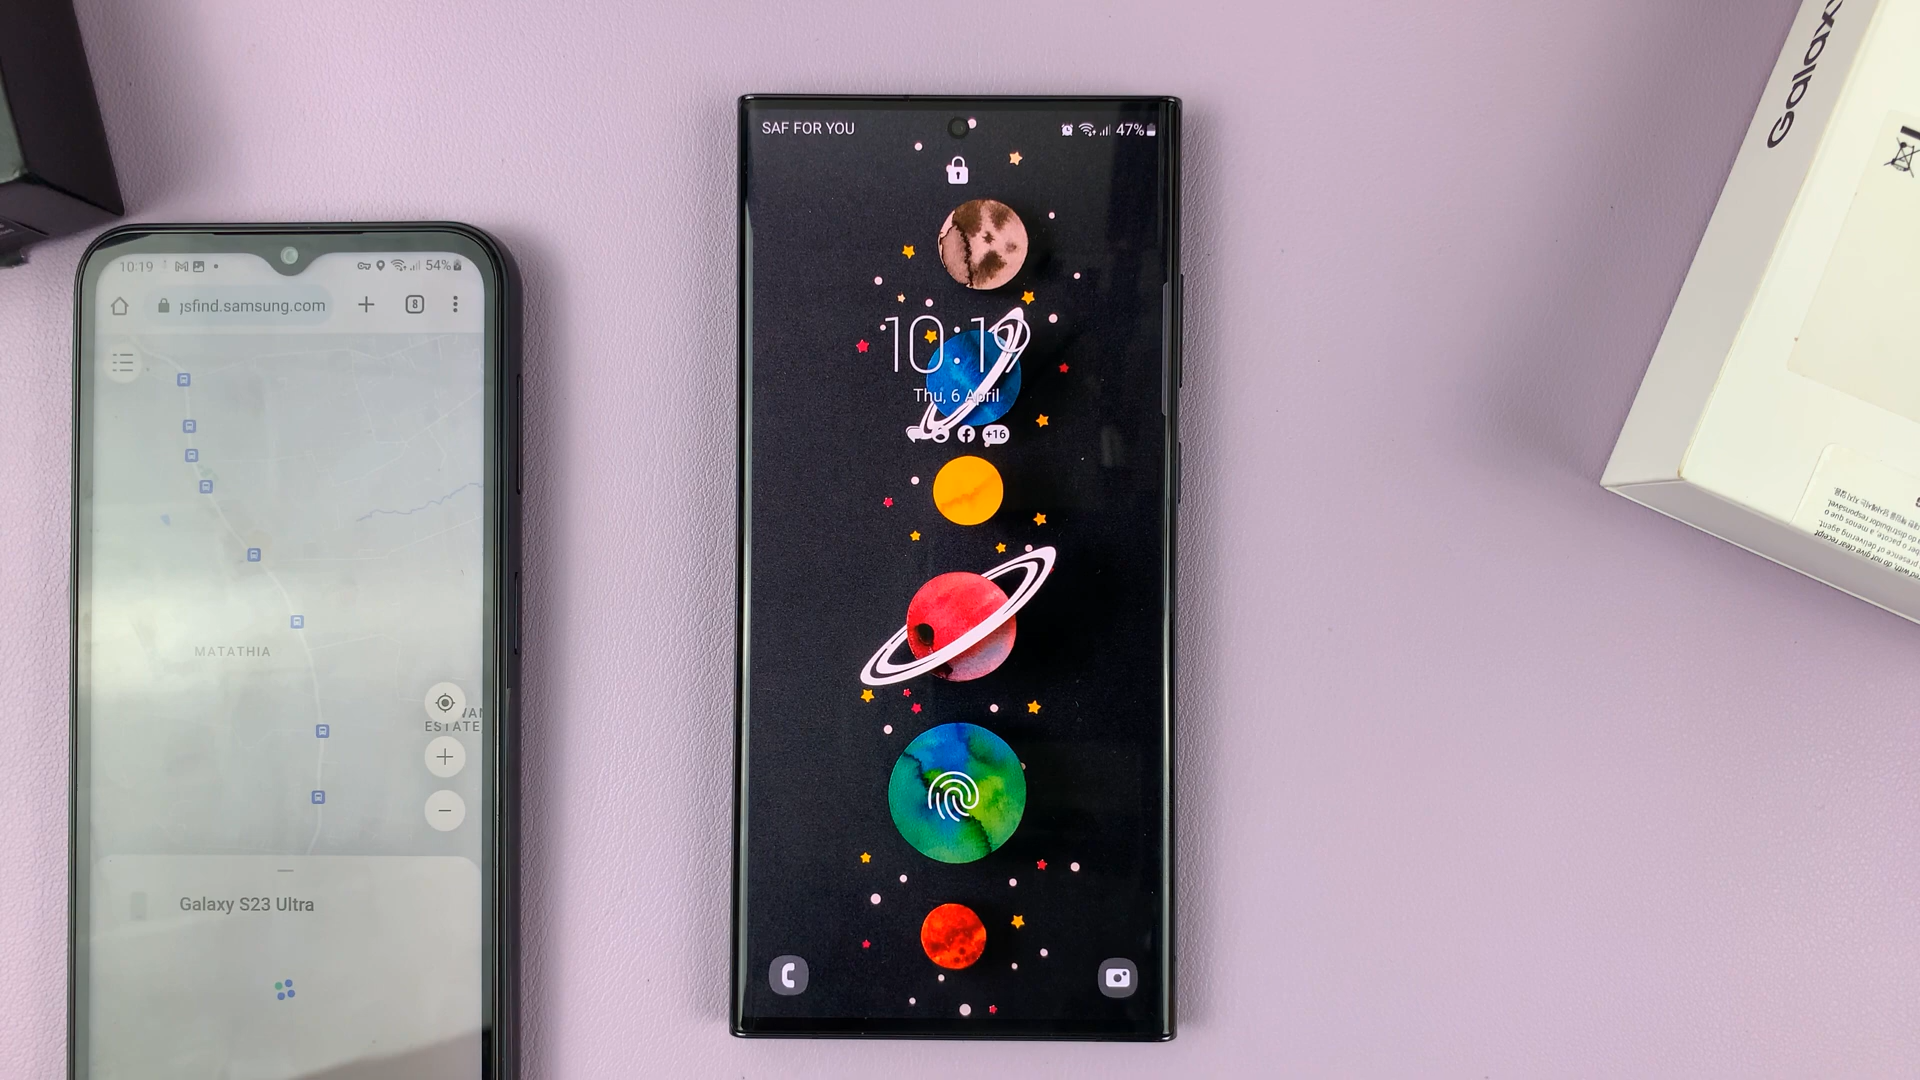 10:19
54%
jsfind.samsung.com
8
MATATHIA
ESTATE
Galaxy S23 Ultra
SAF FOR YOU
47%
10:19
Thu, 6 April
+16
Galaxy